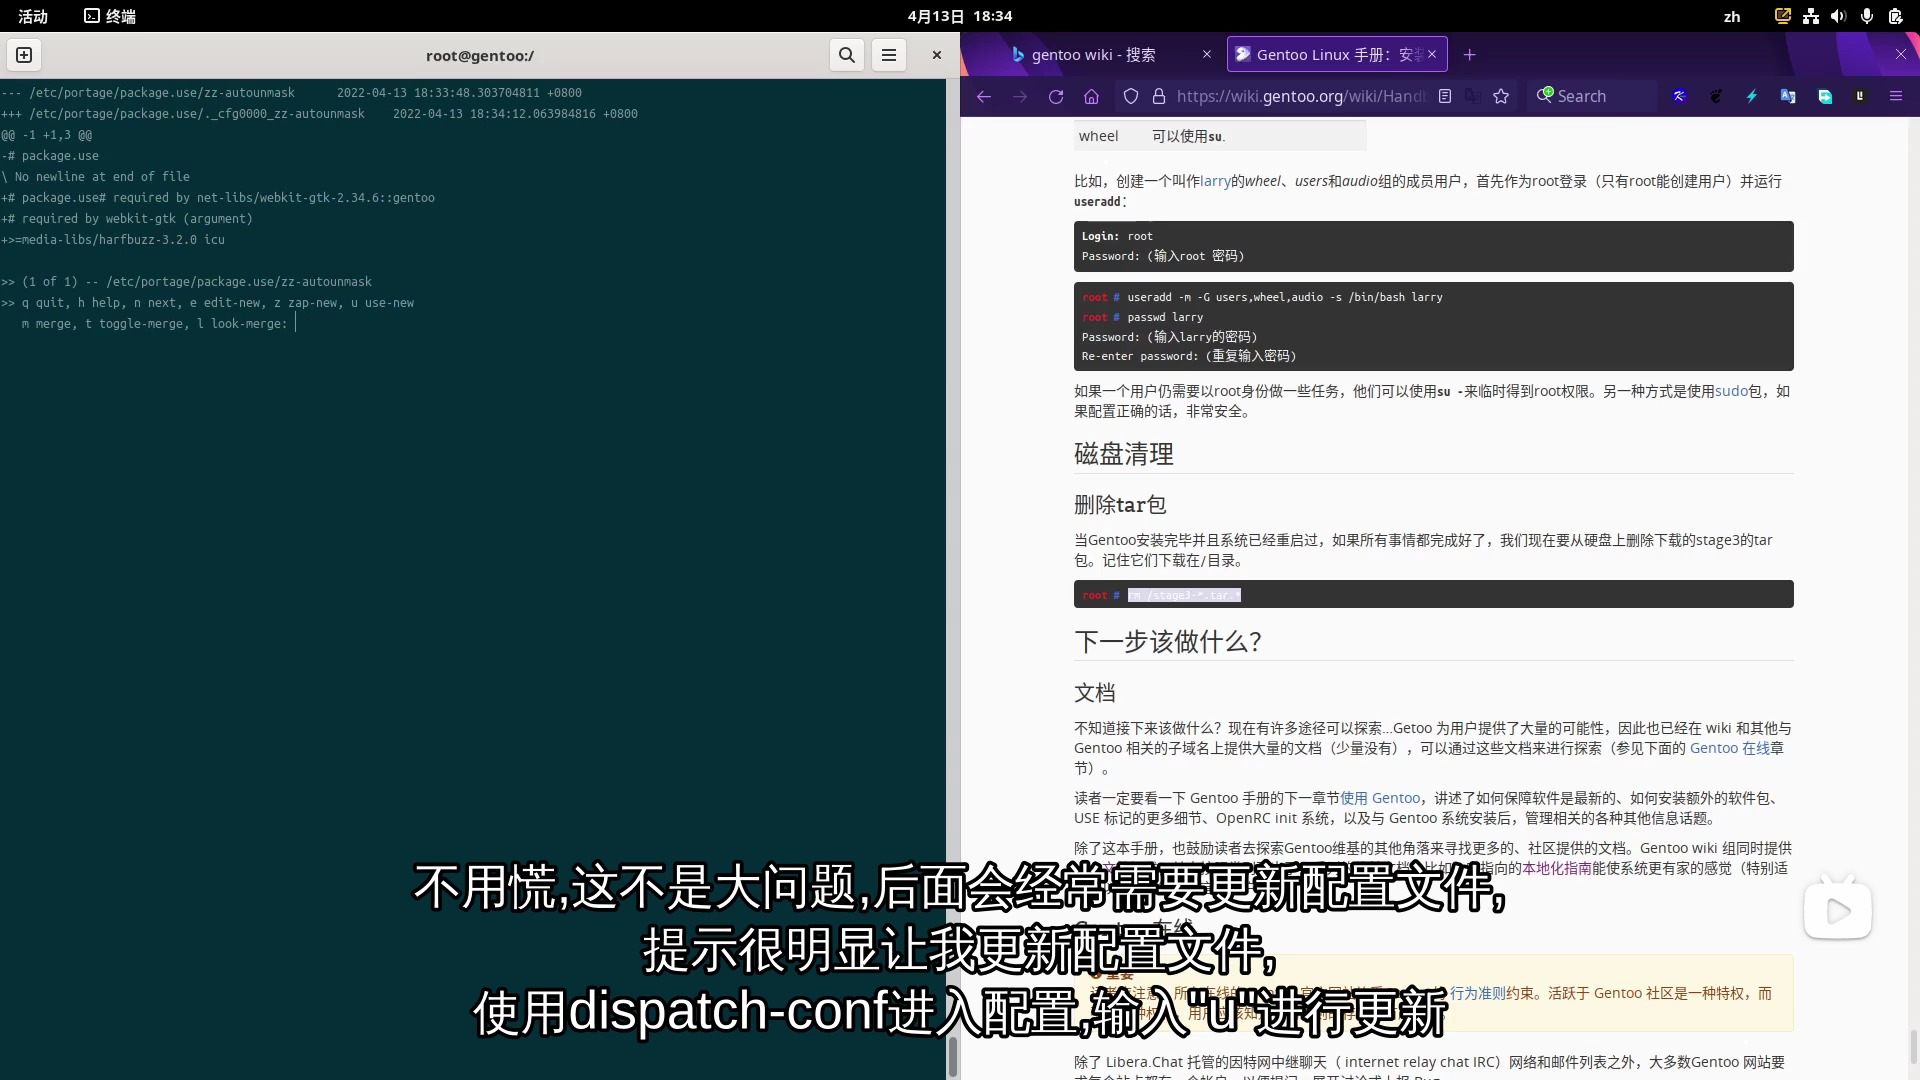 活动 终端 4月13日 18:34 zh
root@gentoo:/
--- /etc/portage/package.use/zz-autounmask 2022-04-13 18:33:48.303704811 +0800
+++ /etc/portage/package.use/._cfg0000_zz-autounmask 2022-04-13 18:34:12.063984816 +0800
@@ -1 +1,3 @@
-# package.use
\ No newline at end of file
+# package.use# required by net-libs/webkit-gtk-2.34.6::gentoo
+# required by webkit-gtk (argument)
+>=media-libs/harfbuzz-3.2.0 icu
>> (1 of 1) -- /etc/portage/package.use/zz-autounmask
>> q quit, h help, n next, e edit-new, z zap-new, u use-new
m merge, t toggle-merge, l look-merge:
gentoo wiki - 搜索 Gentoo Linux 手册：安
https://wiki.gentoo.org/wiki/Hand Search
wheel 可以使用su.
比如，创建一个叫作larry的wheel、users和audio组的成员用户，首先作为root登录（只有root能创建用户）并运行
useradd：
Login: root
Password: (输入root 密码)
root # useradd -m -G users,wheel,audio -s /bin/bash larry
root # passwd larry
Password: (输入larry的密码)
Re-enter password: (重复输入密码)
如果一个用户仍需要以root身份做一些任务，他们可以使用su -来临时得到root权限。另一种方式是使用sudo包，如
果配置正确的话，非常安全。
磁盘清理
删除tar包
当Gentoo安装完毕并且系统已经重启过，如果所有事情都完成好了，我们现在要从硬盘上删除下载的stage3的tar
包。记住它们下载在/目录。
root # rm /stage3-*.tar.*
下一步该做什么？
文档
不知道接下来该做什么？现在有许多途径可以探索...Getoo 为用户提供了大量的可能性，因此也已经在 wiki 和其他与
Gentoo 相关的子域名上提供大量的文档（少量没有），可以通过这些文档来进行探索（参见下面的 Gentoo 在线章
节）。
读者一定要看一下 Gentoo 手册的下一章节使用 Gentoo，讲述了如何保障软件是最新的、如何安装额外的软件包、
USE 标记的更多细节、OpenRC init 系统，以及与 Gentoo 系统安装后，管理相关的各种其他信息话题。
除了这本手册，也鼓励读者去探索Gentoo维基的其他角落来寻找更多的、社区提供的文档。Gentoo wiki 组同时提供
指向的本地化指南能使系统更有家的感觉（特别适
不用慌,这不是大问题,后面会经常需要更新配置文件,
在线
提示很明显让我更新配置文件,
重要
行为准则约束。活跃于 Gentoo 社区是一种特权，而
使用dispatch-conf进入配置,输入"u"进行更新
除了 Libera.Chat 托管的因特网中继聊天（ internet relay chat IRC）网络和邮件列表之外，大多数Gentoo 网站要